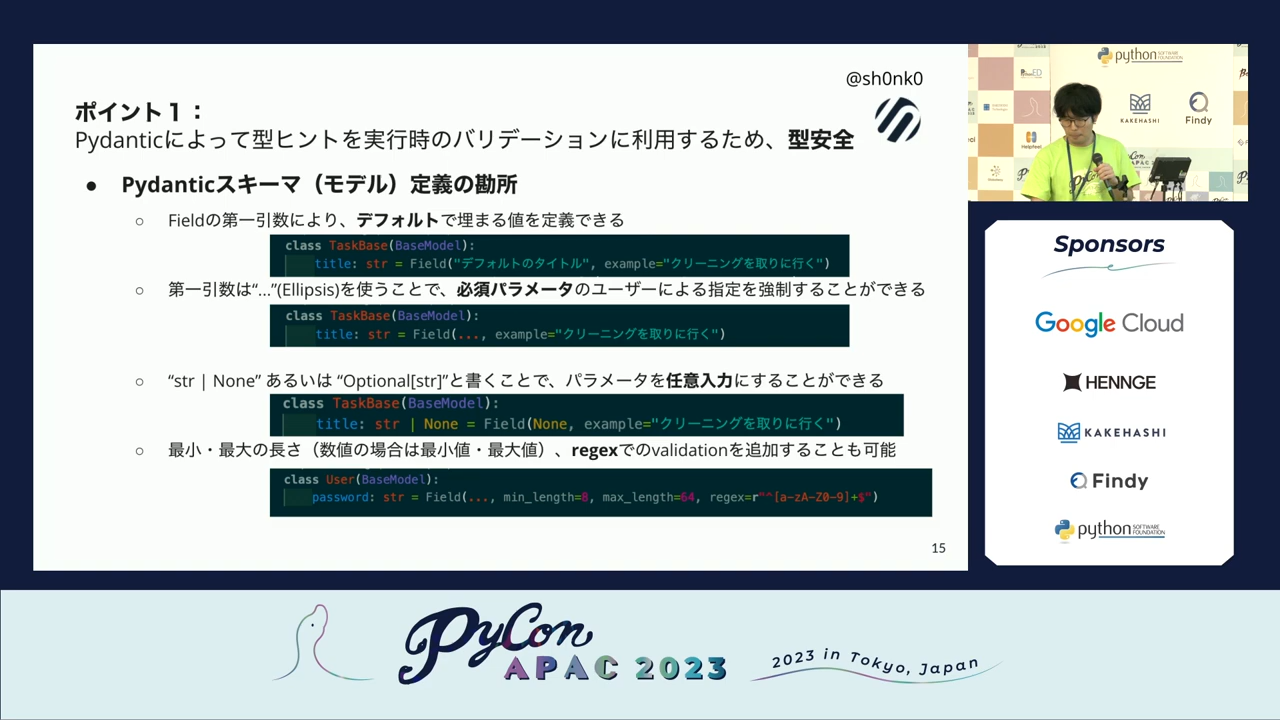 @sh0nk0
ポイント１：
Pydanticによって型ヒントを実行時のバリデーションに利用するため、型安全
● Pydanticスキーマ（モデル）定義の勘所
○ Fieldの第一引数により、デフォルトで埋まる値を定義できる
class TaskBase(BaseModel):
title: str = Field("デフォルトのタイトル", example="クリーニングを取りに行く")
○ 第一引数は“...”(Ellipsis)を使うことで、必須パラメータのユーザーによる指定を強制することができる
class TaskBase(BaseModel):
title: str = Field(..., example="クリーニングを取りに行く")
○ “str | None” あるいは “Optional[str]”と書くことで、パラメータを任意入力にすることができる
class TaskBase(BaseModel):
title: str | None = Field(None, example="クリーニングを取りに行く")
○ 最小・最大の長さ（数値の場合は最小値・最大値）、regexでのvalidationを追加することも可能
class User(BaseModel):
password: str = Field(..., min_length=8, max_length=64, regex=r"^[a-zA-Z0-9]+$")
15
python
KAKEHASHI
Findy
Sponsors
Google Cloud
HENNGE
KAKEHASHI
Findy
python SOFTWARE FOUNDATION
PyCon
APAC 2023
2023 in Tokyo, Japan